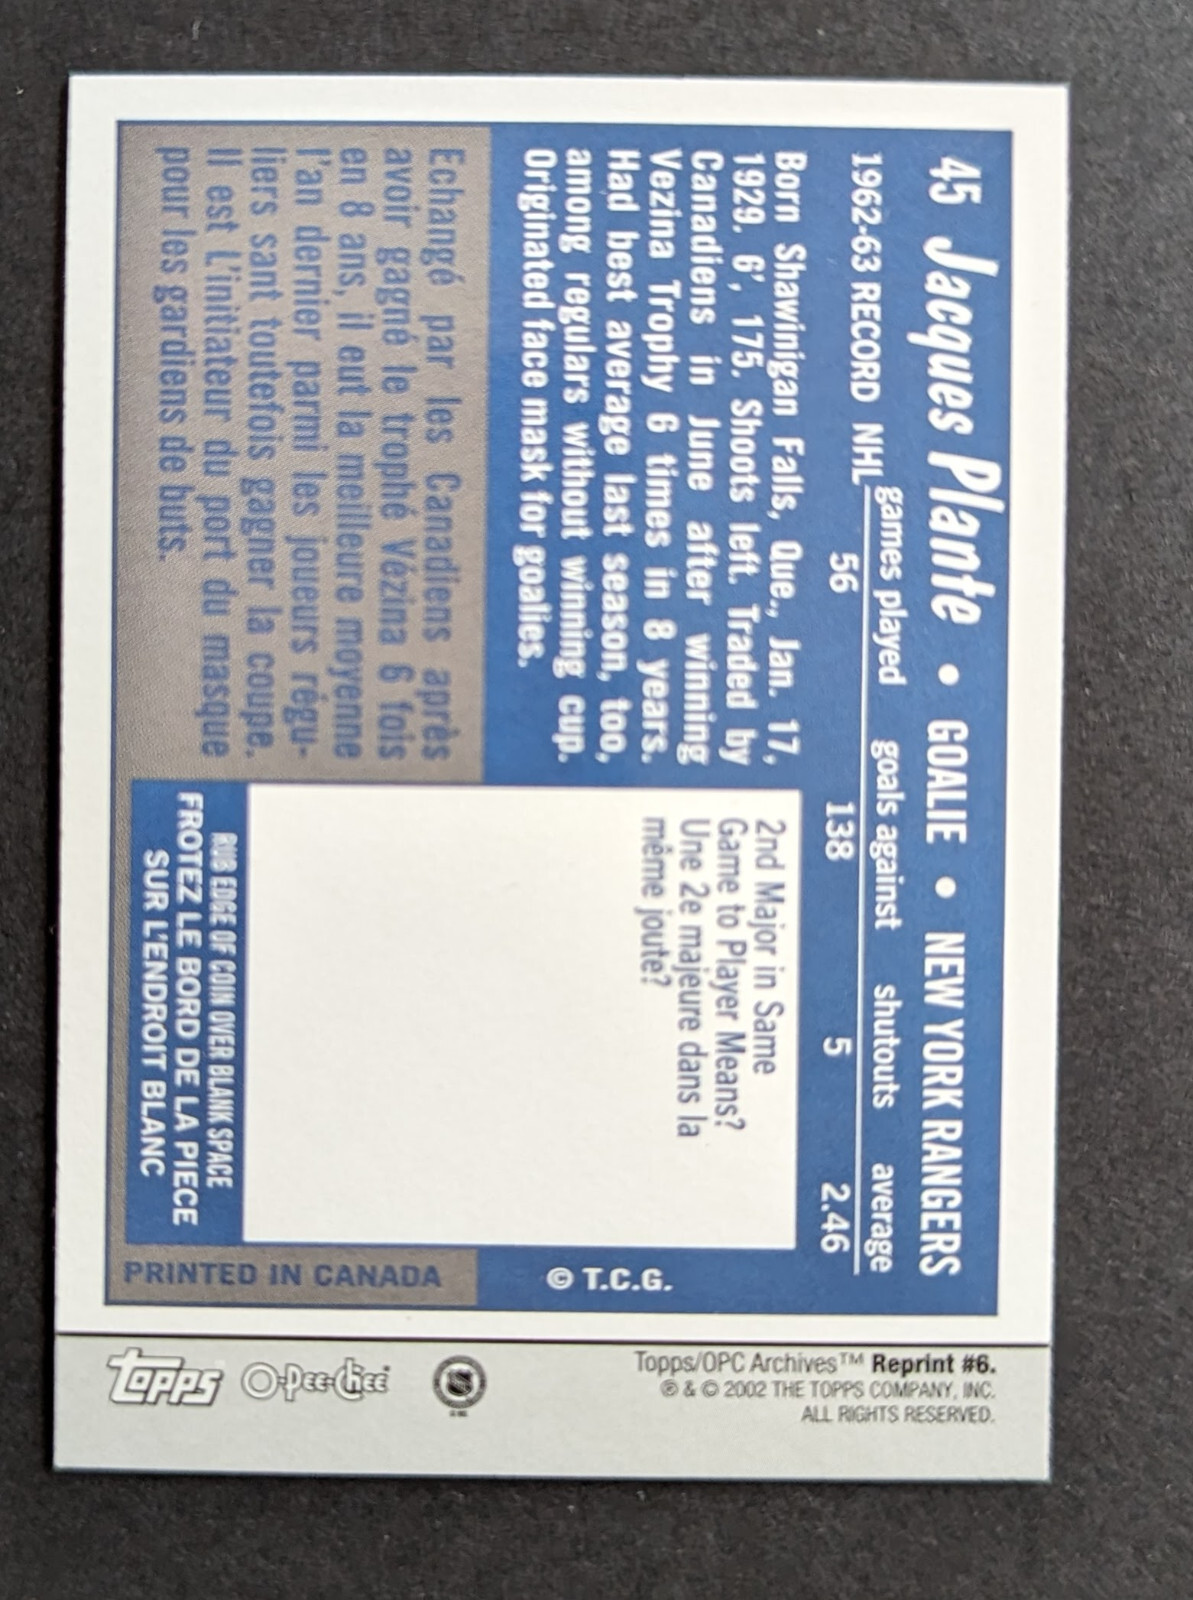 45 Jacques Plante • GOALIE • NEW YORK RANGERS
games played goals against shutouts average
1962-63 RECORD NHL 56 138 5 2.46
Born Shawinigan Falls, Que., Jan. 17,
1929. 6', 175. Shoots left. Traded by
Canadiens in June after winning
Vezina Trophy 6 times in 8 years.
Had best average last season, too,
among regulars without winning cup.
Originated face mask for goalies.
Echangé par les Canadiens après
avoir gagné le trophé Vézina 6 fois
en 8 ans, il eut la meilleure moyenne
l'an dernier parmi les joueurs régu-
liers sant toutefois gagner la coupe.
Il est L'initiateur du port du masque
pour les gardiens de buts.
2nd Major in Same
Game to Player Means?
Une 2e majeure dans la
même joute?
RUB EDGE OF COIN OVER BLANK SPACE
FROTEZ LE BORD DE LA PIECE
SUR L'ENDROIT BLANC
© T.C.G.
PRINTED IN CANADA
Topps/OPC Archives™ Reprint #6.
® & © 2002 THE TOPPS COMPANY, INC.
ALL RIGHTS RESERVED.
NHL
O-Pee-Chee
topps